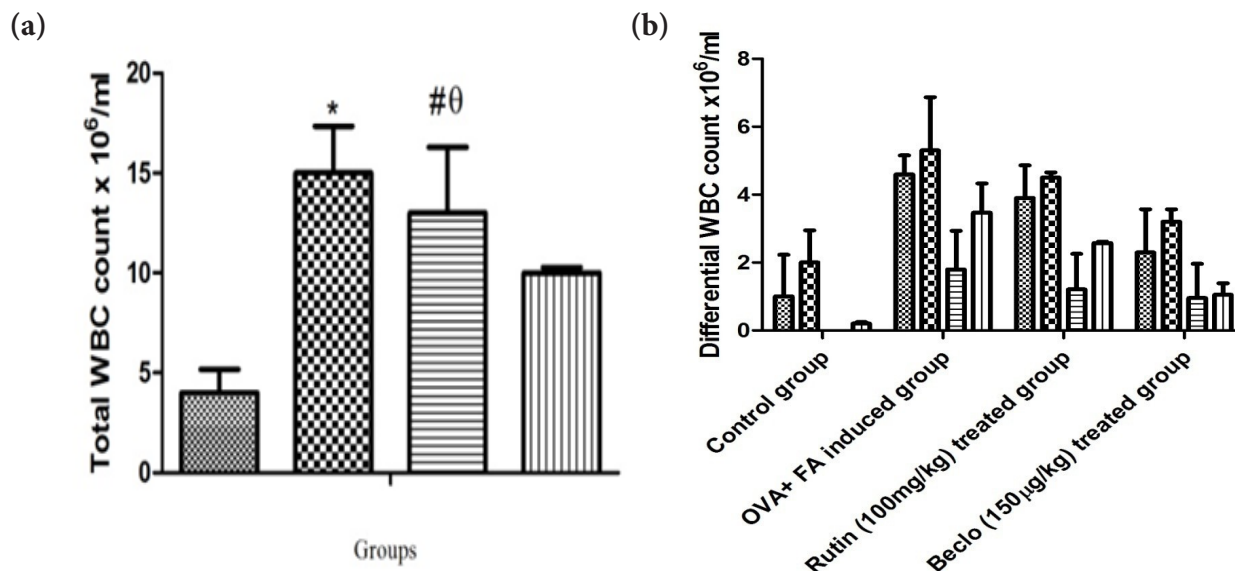 (a)
Total WBC count x 10⁶/ml
20
15
10
5
0
*
#θ
Groups
(b)
Differential WBC count x10⁶/ml
8
6
4
2
0
Control group
OVA+ FA induced group
Rutin (100mg/kg) treated group
Beclo (150µg/kg) treated group